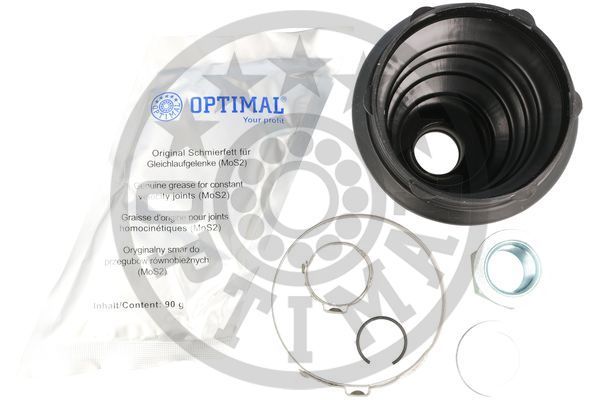 OPTIMAL®
Your profit
Original Schmierfett für
Gleichlaufgelenke (MoS2)
Genuine grease for constant
velocity joints (MoS2)
Graisse d'origine pour joints
homocinétiques (MoS2)
Oryginalny smar do
przegubów równobieżnych
(MoS2)
Inhalt/Content: 90 g
OPTIMAL